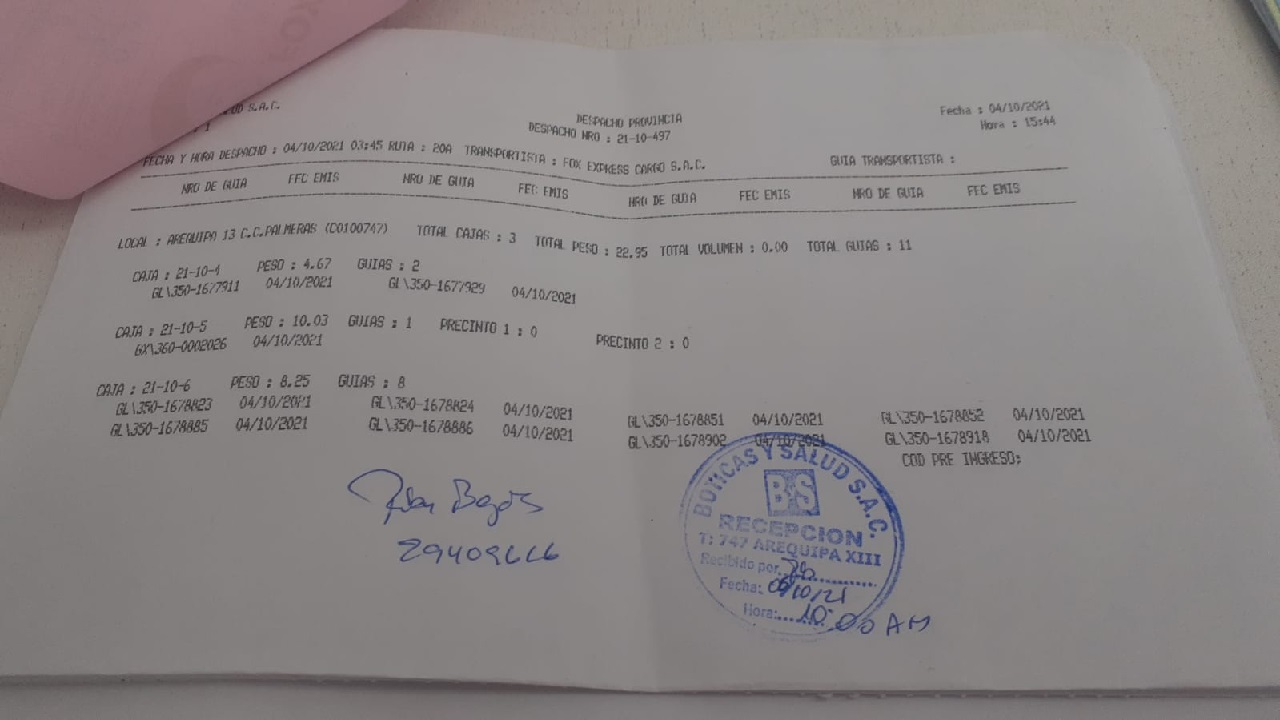 S.A.C.
DESPACHO PROVINCIA
Fecha : 04/10/2021
1
DESPACHO NRO : 21-10-497
Hora : 15:44
FECHA Y HORA DESPACHO : 04/10/2021 03:45 RUTA : 20A TRANSPORTISTA : FOX EXPRESS CARGO S.A.C. GUIA TRANSPORTISTA :
NRO DE GUIA FEC EMIS NRO DE GUIA FEC EMIS NRO DE GUIA FEC EMIS NRO DE GUIA FEC EMIS
LOCAL : AREQUIPA 13 C.C.PALMERAS (C0100747) TOTAL CAJAS : 3 TOTAL PESO : 22.95 TOTAL VOLUMEN : 0.00 TOTAL GUIAS : 11
CAJA : 21-10-4 PESO : 4.67 GUIAS : 2
GL\350-1677911 04/10/2021 GL\350-1677929 04/10/2021
CAJA : 21-10-5 PESO : 10.03 GUIAS : 1 PRECINTO 1 : 0 PRECINTO 2 : 0
GX\360-0002026 04/10/2021
CAJA : 21-10-6 PESO : 8.25 GUIAS : 8
GL\350-1678823 04/10/2021 GL\350-1678824 04/10/2021 GL\350-1678851 04/10/2021 GL\350-1678852 04/10/2021
GL\350-1678885 04/10/2021 GL\350-1678886 04/10/2021 GL\350-1678902 04/10/2021 GL\350-1678918 04/10/2021
COD PRE INGRESO:
BOTICAS Y SALUD S.A.C.
B·S
RECEPCION
T: 747 AREQUIPA XIII
Recibido por:
Fecha: /10/21
Hora: 10:00 AM